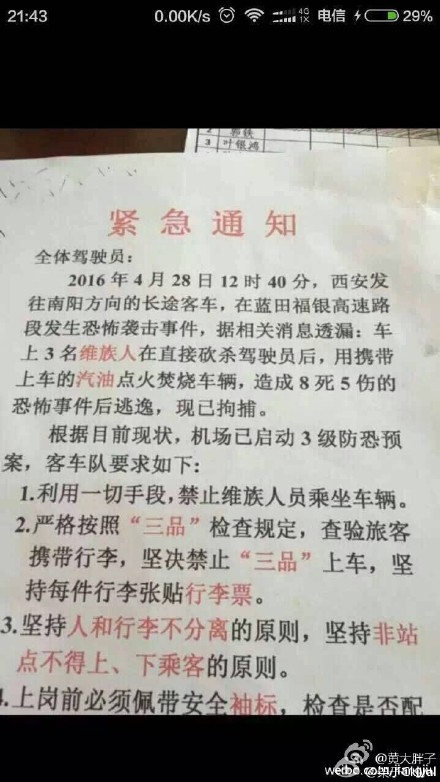 21:43 0.00K/s 4G 1X 电信 29%
3 叶银鸿
紧急通知
全体驾驶员：
2016年4月28日12时40分，西安发
往南阳方向的长途客车，在蓝田福银高速路
段发生恐怖袭击事件，据相关消息透漏：车
上3名维族人在直接砍杀驾驶员后，用携带
上车的汽油点火焚烧车辆，造成8死5伤的
恐怖事件后逃逸，现已拘捕。
根据目前现状，机场已启动3级防恐预
案，客车队要求如下：
1.利用一切手段，禁止维族人员乘坐车辆。
2.严格按照“三品”检查规定，查验旅客
携带行李，坚决禁止“三品”上车，坚
持每件行李张贴行李票。
3.坚持人和行李不分离的原则，坚持非站
点不得上、下乘客的原则。
4.上岗前必须佩带安全袖标，检查是否配
@黄大胖子